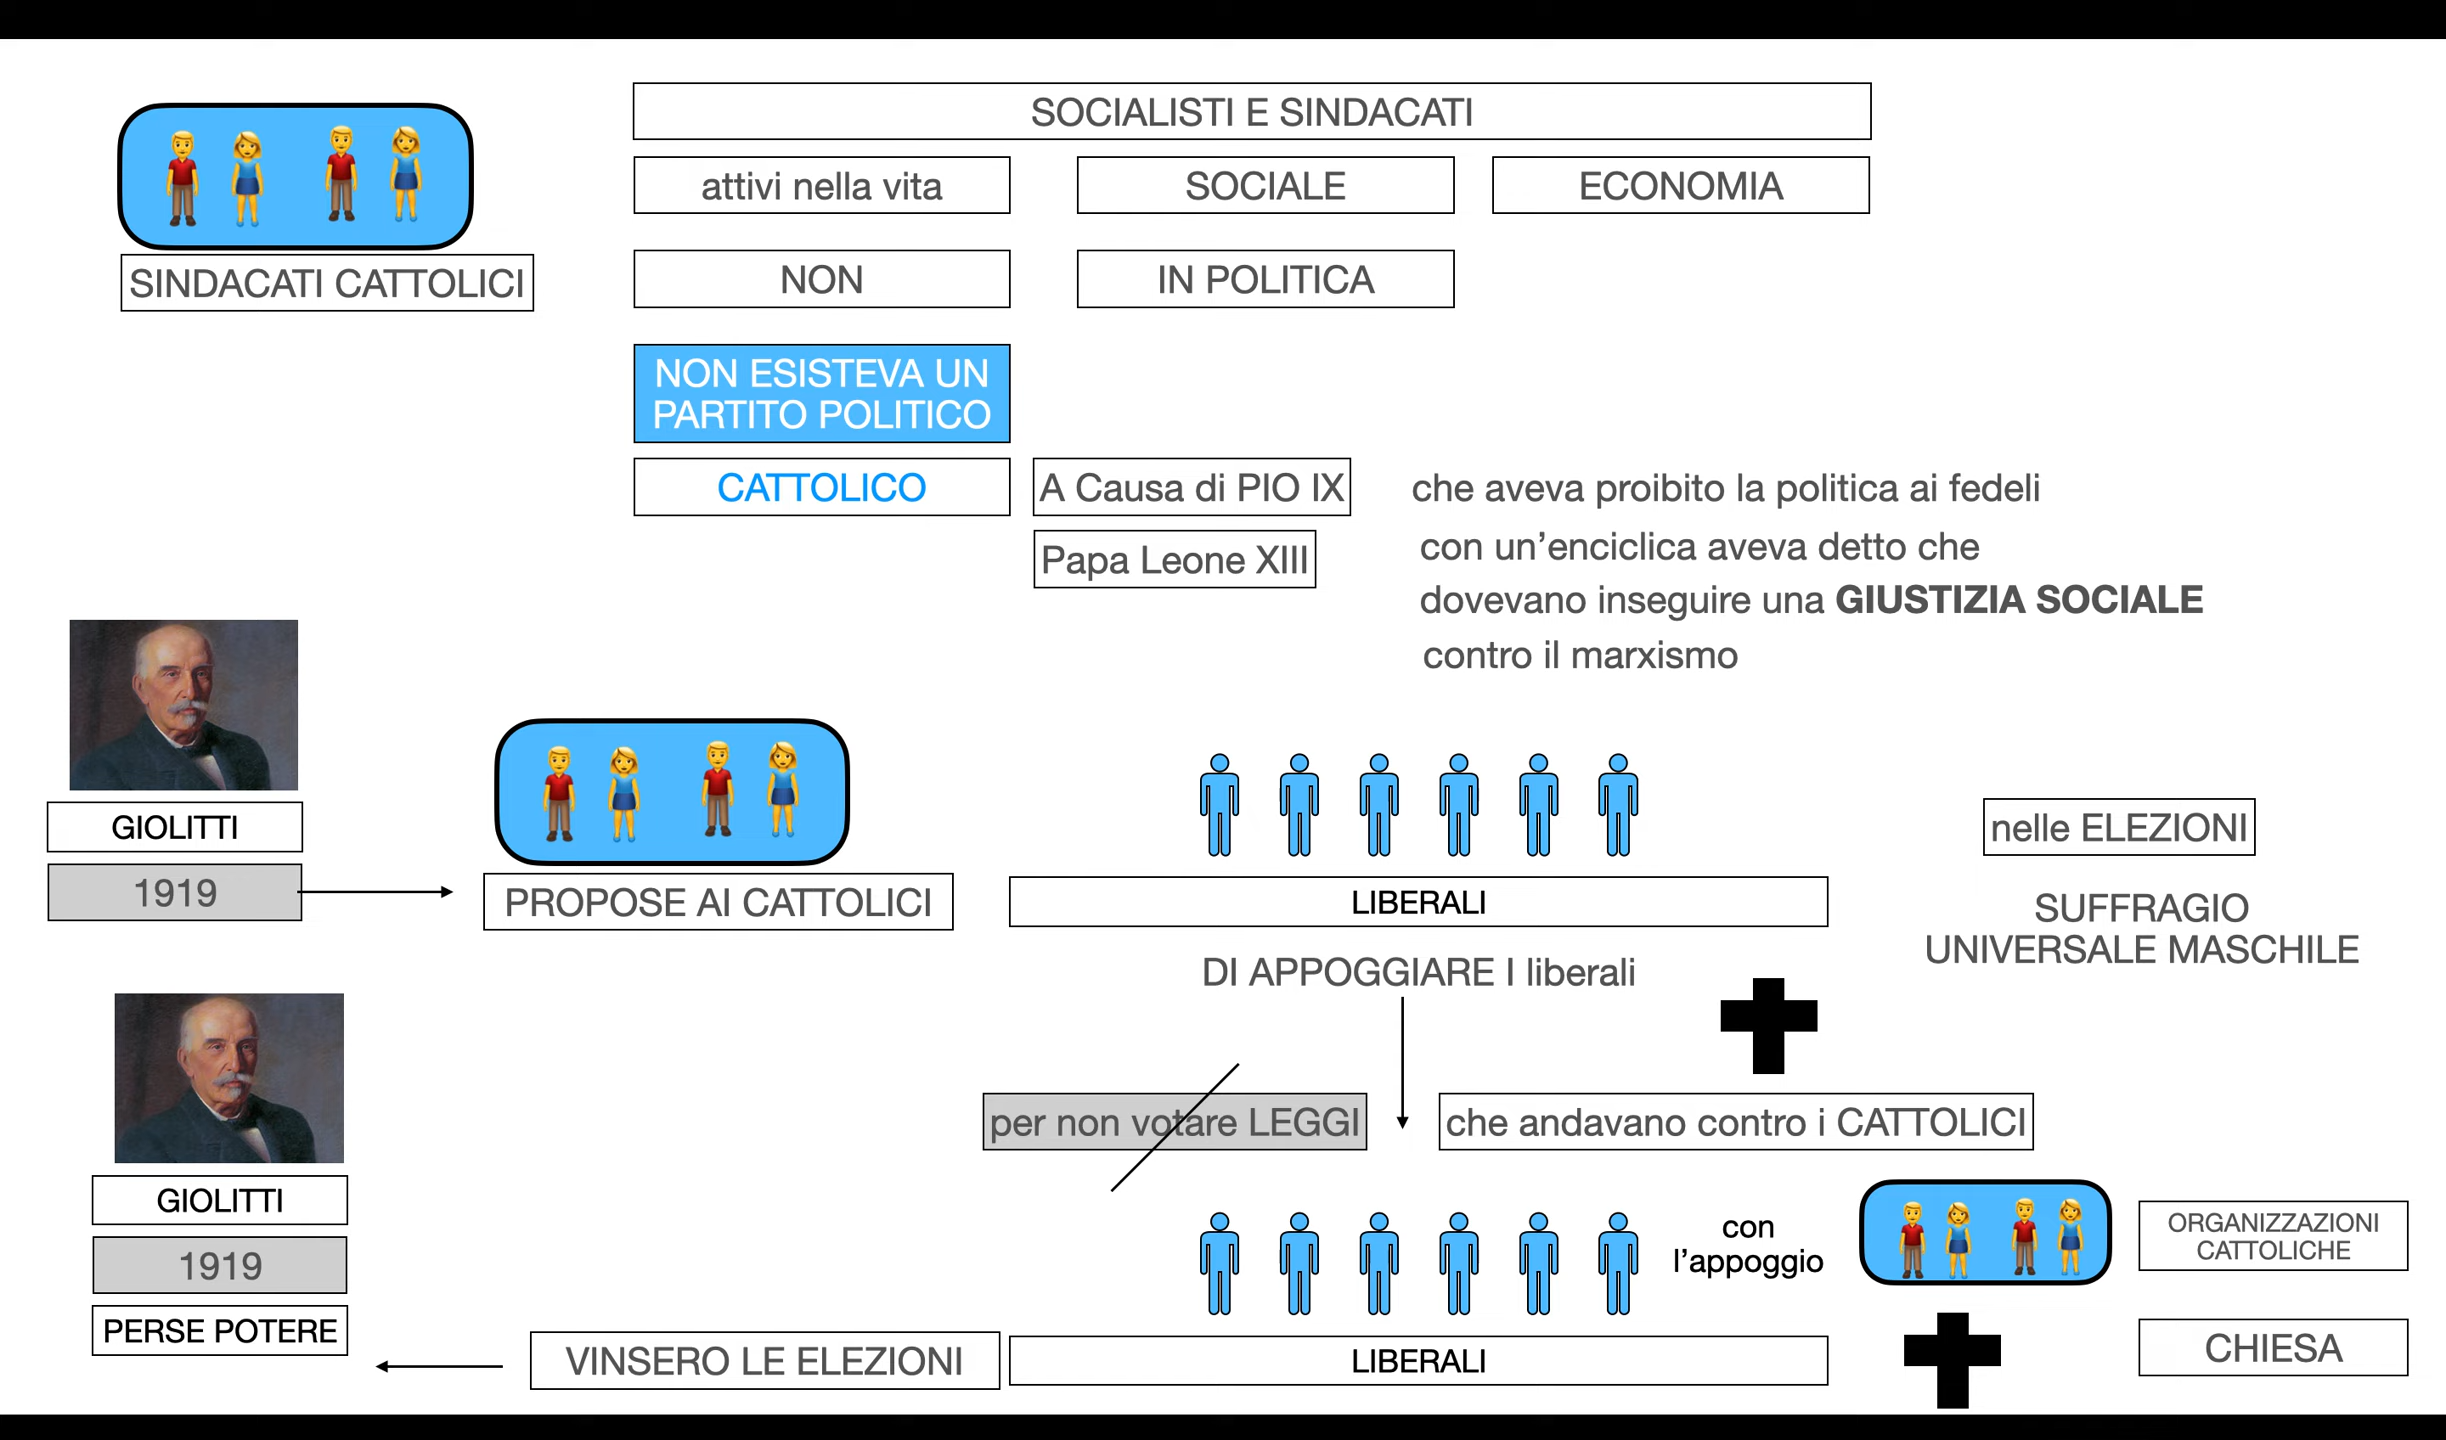 SOCIALISTI E SINDACATI
attivi nella vita
SOCIALE
ECONOMIA
SINDACATI CATTOLICI
NON
IN POLITICA
NON ESISTEVA UN
PARTITO POLITICO
CATTOLICO
A Causa di PIO IX
che aveva proibito la politica ai fedeli
Papa Leone XIII
con un’enciclica aveva detto che
dovevano inseguire una GIUSTIZIA SOCIALE
contro il marxismo
GIOLITTI
1919
PROPOSE AI CATTOLICI
LIBERALI
nelle ELEZIONI
SUFFRAGIO
UNIVERSALE MASCHILE
DI APPOGGIARE I liberali
per non votare LEGGI
che andavano contro i CATTOLICI
GIOLITTI
1919
PERSE POTERE
VINSERO LE ELEZIONI
LIBERALI
con
l’appoggio
ORGANIZZAZIONI
CATTOLICHE
CHIESA